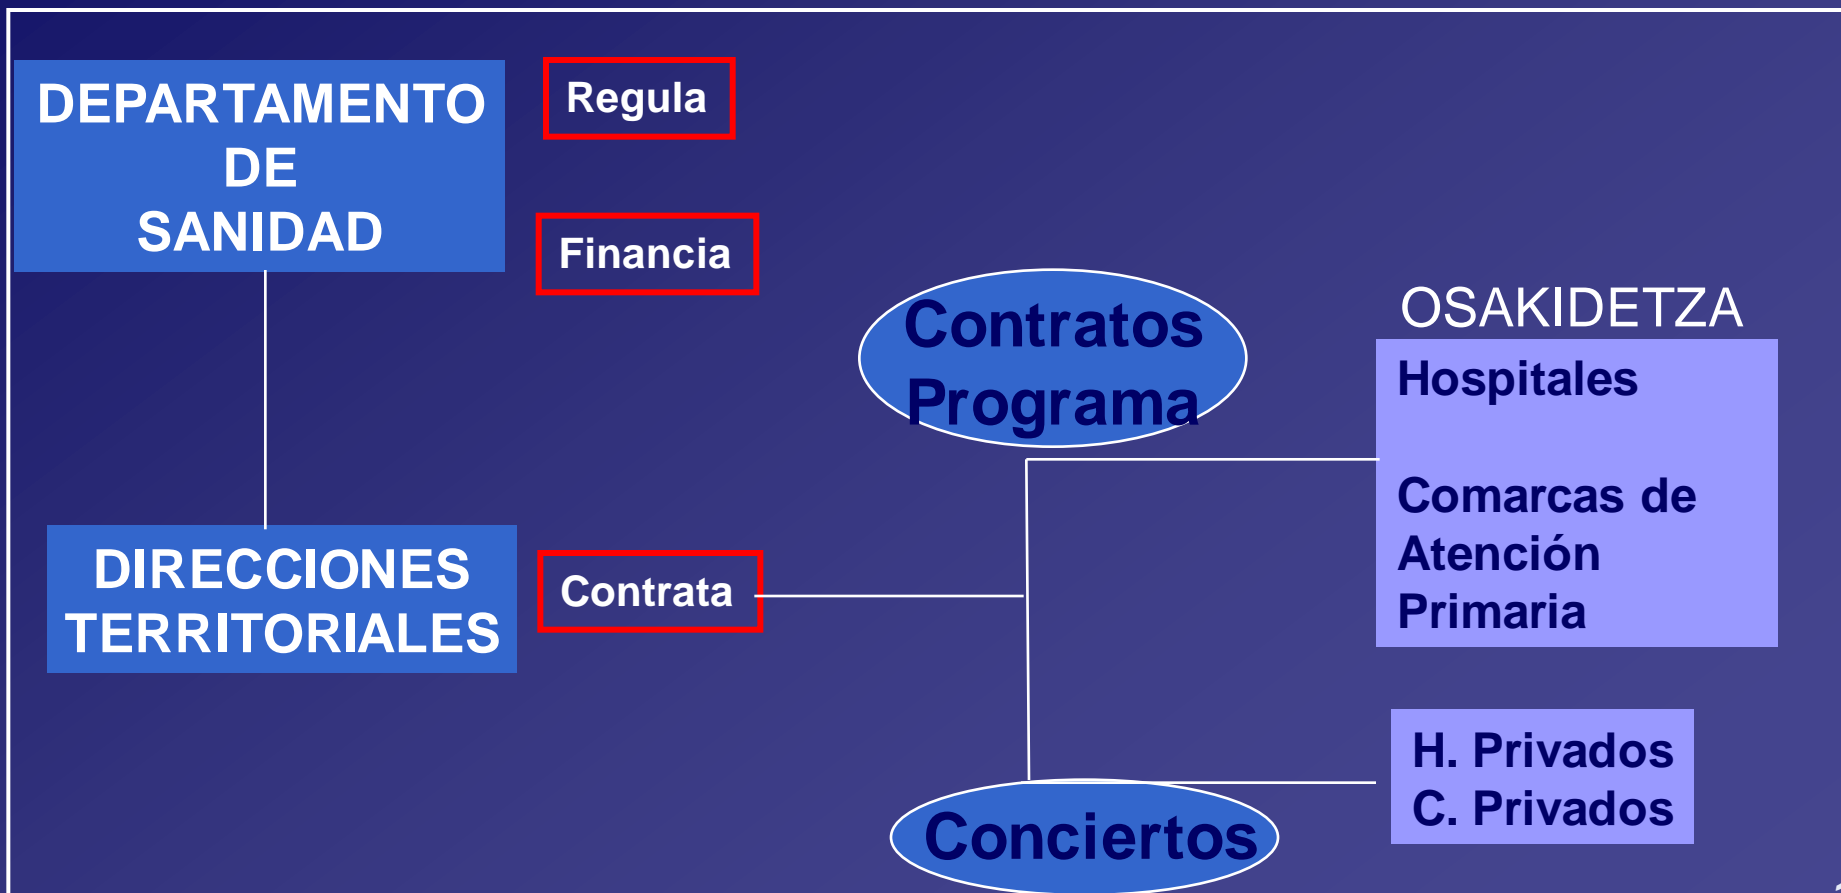 DEPARTAMENTO
DE
SANIDAD
Regula
Financia
Contratos
Programa
OSAKIDETZA
Hospitales
Comarcas de
Atención
Primaria
DIRECCIONES
TERRITORIALES
Contrata
H. Privados
C. Privados
Conciertos